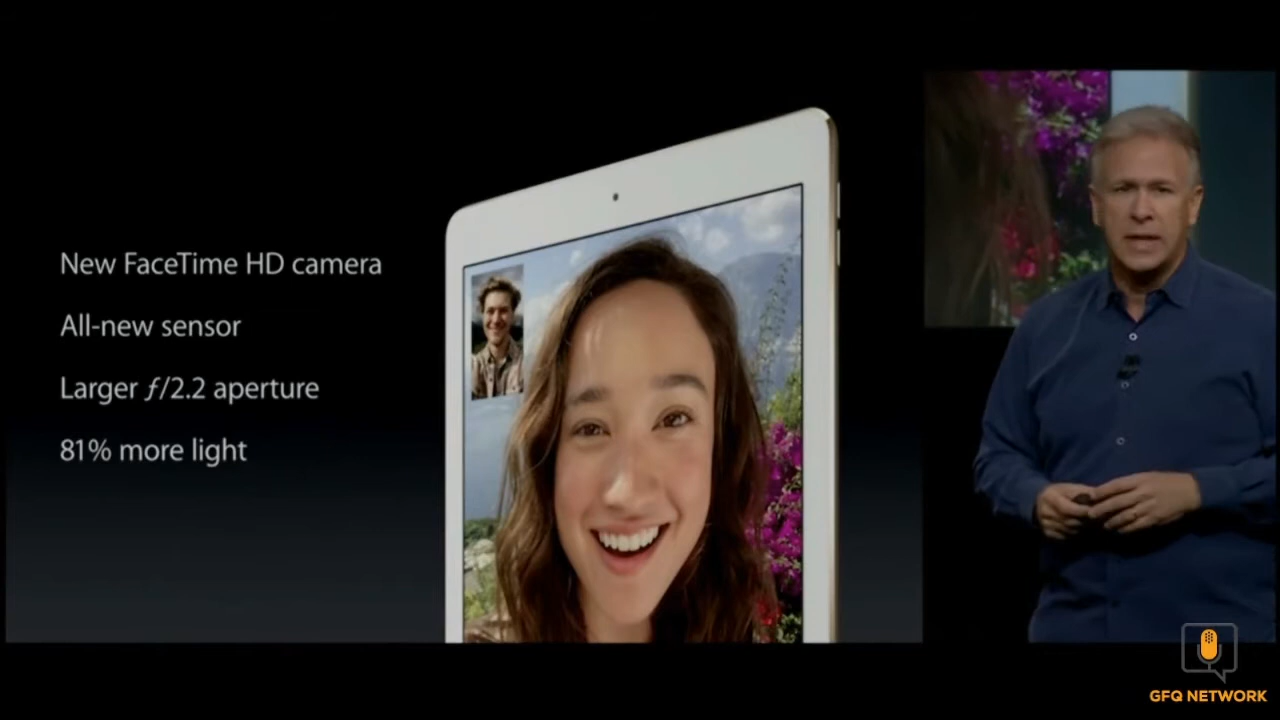 New FaceTime HD camera
All-new sensor
Larger ƒ/2.2 aperture
81% more light
GFQ NETWORK